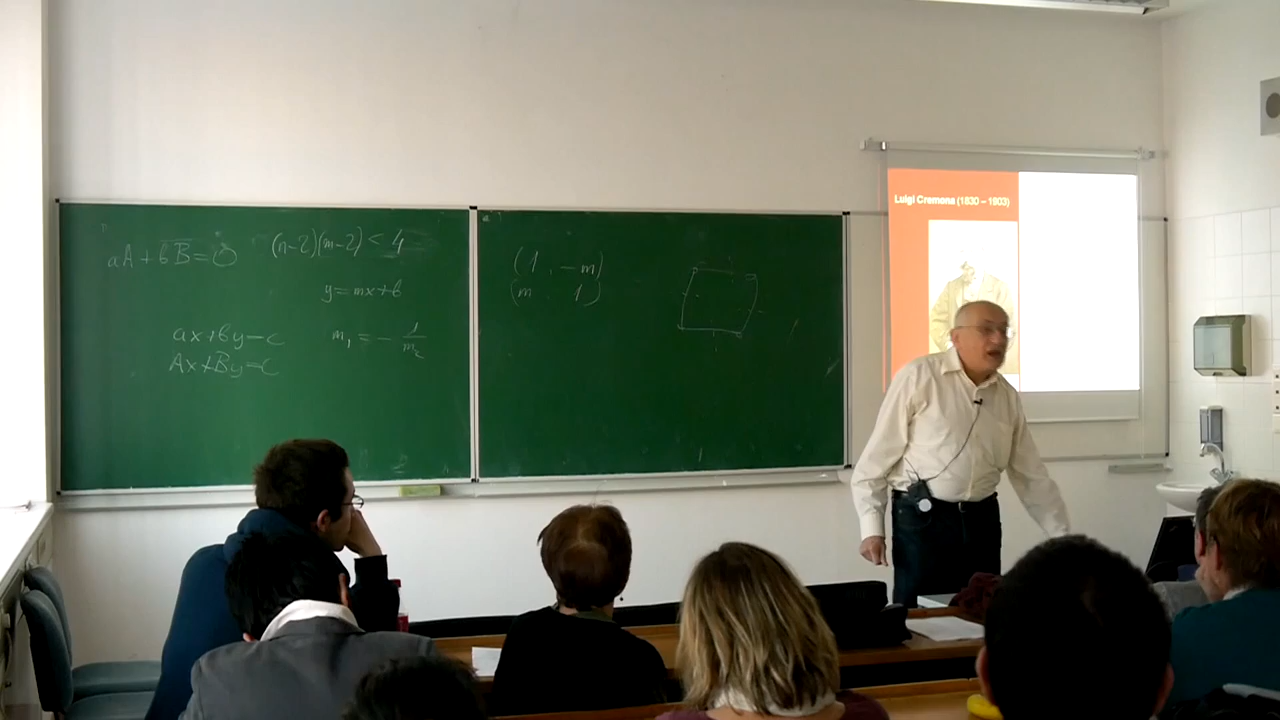 aA + bB = 0
(n-2)(m-2) < 4
y = mx + b
ax + by = c
m₁ = - 1/m₂
Ax + By = C
(1, -m)
(m 1)
Luigi Cremona (1830 – 1903)